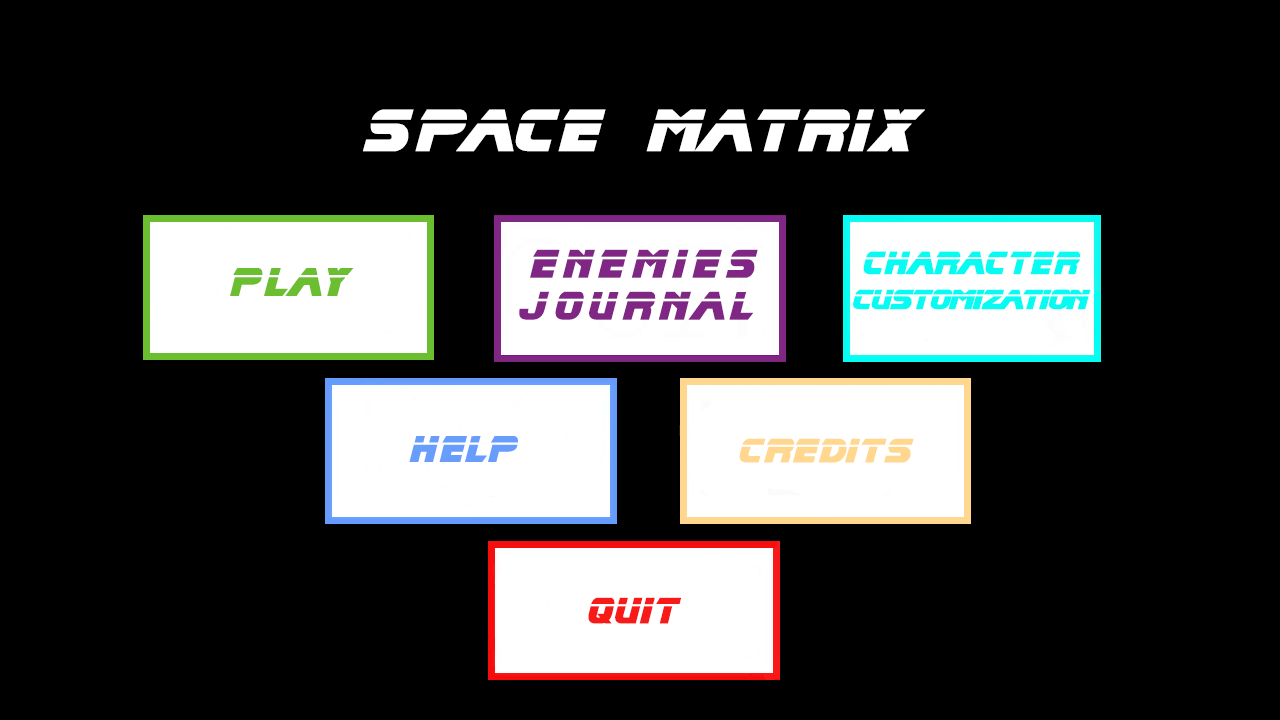 SPACE MATRIX
PLAY
ENEMIES
JOURNAL
CHARACTER
CUSTOMIZATION
HELP
CREDITS
QUIT